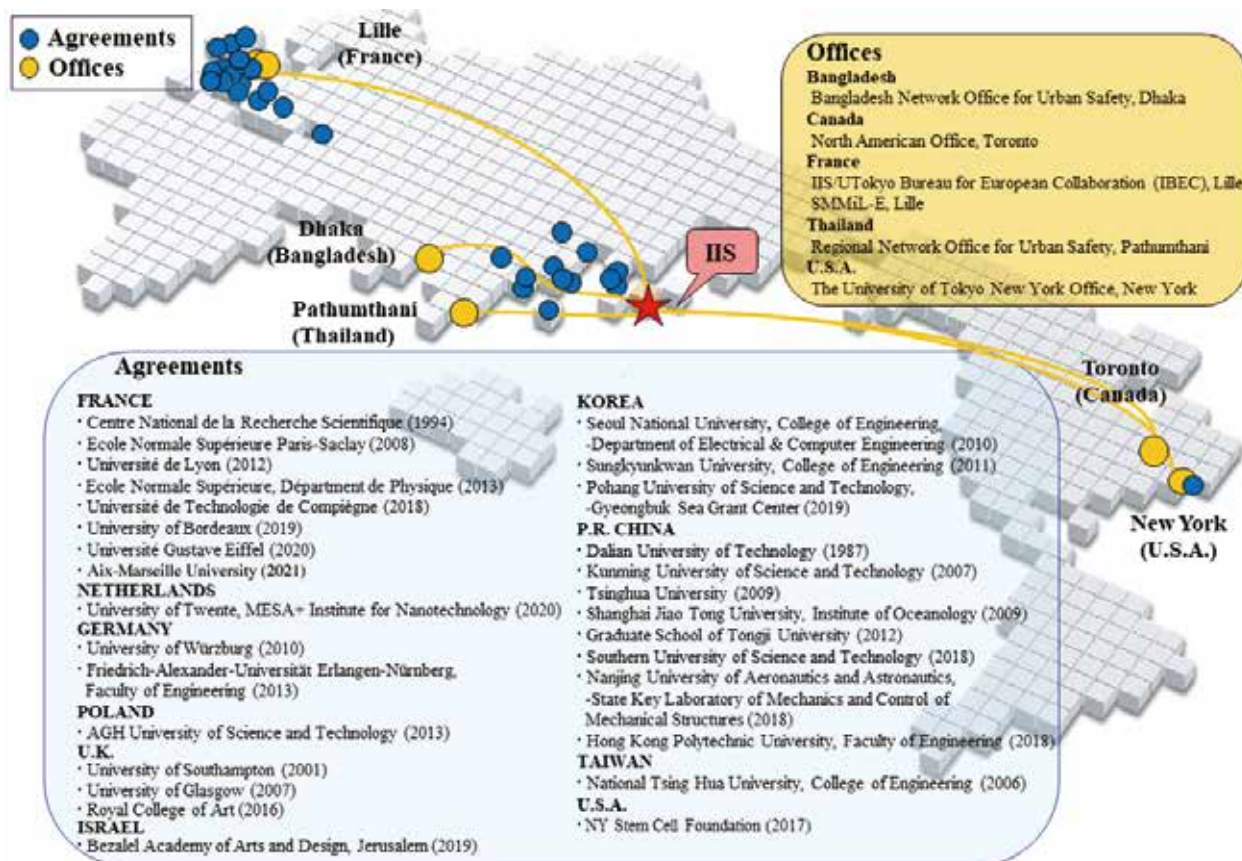 Agreements
Offices
Lille
(France)
Dhaka
(Bangladesh)
Pathumthani
(Thailand)
IIS
Toronto
(Canada)
New York
(U.S.A.)
Offices
Bangladesh
Bangladesh Network Office for Urban Safety, Dhaka
Canada
North American Office, Toronto
France
IIS/UTokyo Bureau for European Collaboration (IBEC), Lille
SMMiL-E, Lille
Thailand
Regional Network Office for Urban Safety, Pathumthani
U.S.A.
The University of Tokyo New York Office, New York
Agreements
FRANCE
・Centre National de la Recherche Scientifique (1994)
・Ecole Normale Supérieure Paris-Saclay (2008)
・Université de Lyon (2012)
・Ecole Normale Supérieure, Départment de Physique (2013)
・Université de Technologie de Compiègne (2018)
・University of Bordeaux (2019)
・Université Gustave Eiffel (2020)
・Aix-Marseille University (2021)
NETHERLANDS
・University of Twente, MESA+ Institute for Nanotechnology (2020)
GERMANY
・University of Würzburg (2010)
・Friedrich-Alexander-Universität Erlangen-Nürnberg,
Faculty of Engineering (2013)
POLAND
・AGH University of Science and Technology (2013)
U.K.
・University of Southampton (2001)
・University of Glasgow (2007)
・Royal College of Art (2016)
ISRAEL
・Bezalel Academy of Arts and Design, Jerusalem (2019)
KOREA
・Seoul National University, College of Engineering,
-Department of Electrical & Computer Engineering (2010)
・Sungkyunkwan University, College of Engineering (2011)
・Pohang University of Science and Technology,
-Gyeongbuk Sea Grant Center (2019)
P.R. CHINA
・Dalian University of Technology (1987)
・Kunming University of Science and Technology (2007)
・Tsinghua University (2009)
・Shanghai Jiao Tong University, Institute of Oceanology (2009)
・Graduate School of Tongji University (2012)
・Southern University of Science and Technology (2018)
・Nanjing University of Aeronautics and Astronautics,
-State Key Laboratory of Mechanics and Control of
Mechanical Structures (2018)
・Hong Kong Polytechnic University, Faculty of Engineering (2018)
TAIWAN
・National Tsing Hua University, College of Engineering (2006)
U.S.A.
・NY Stem Cell Foundation (2017)